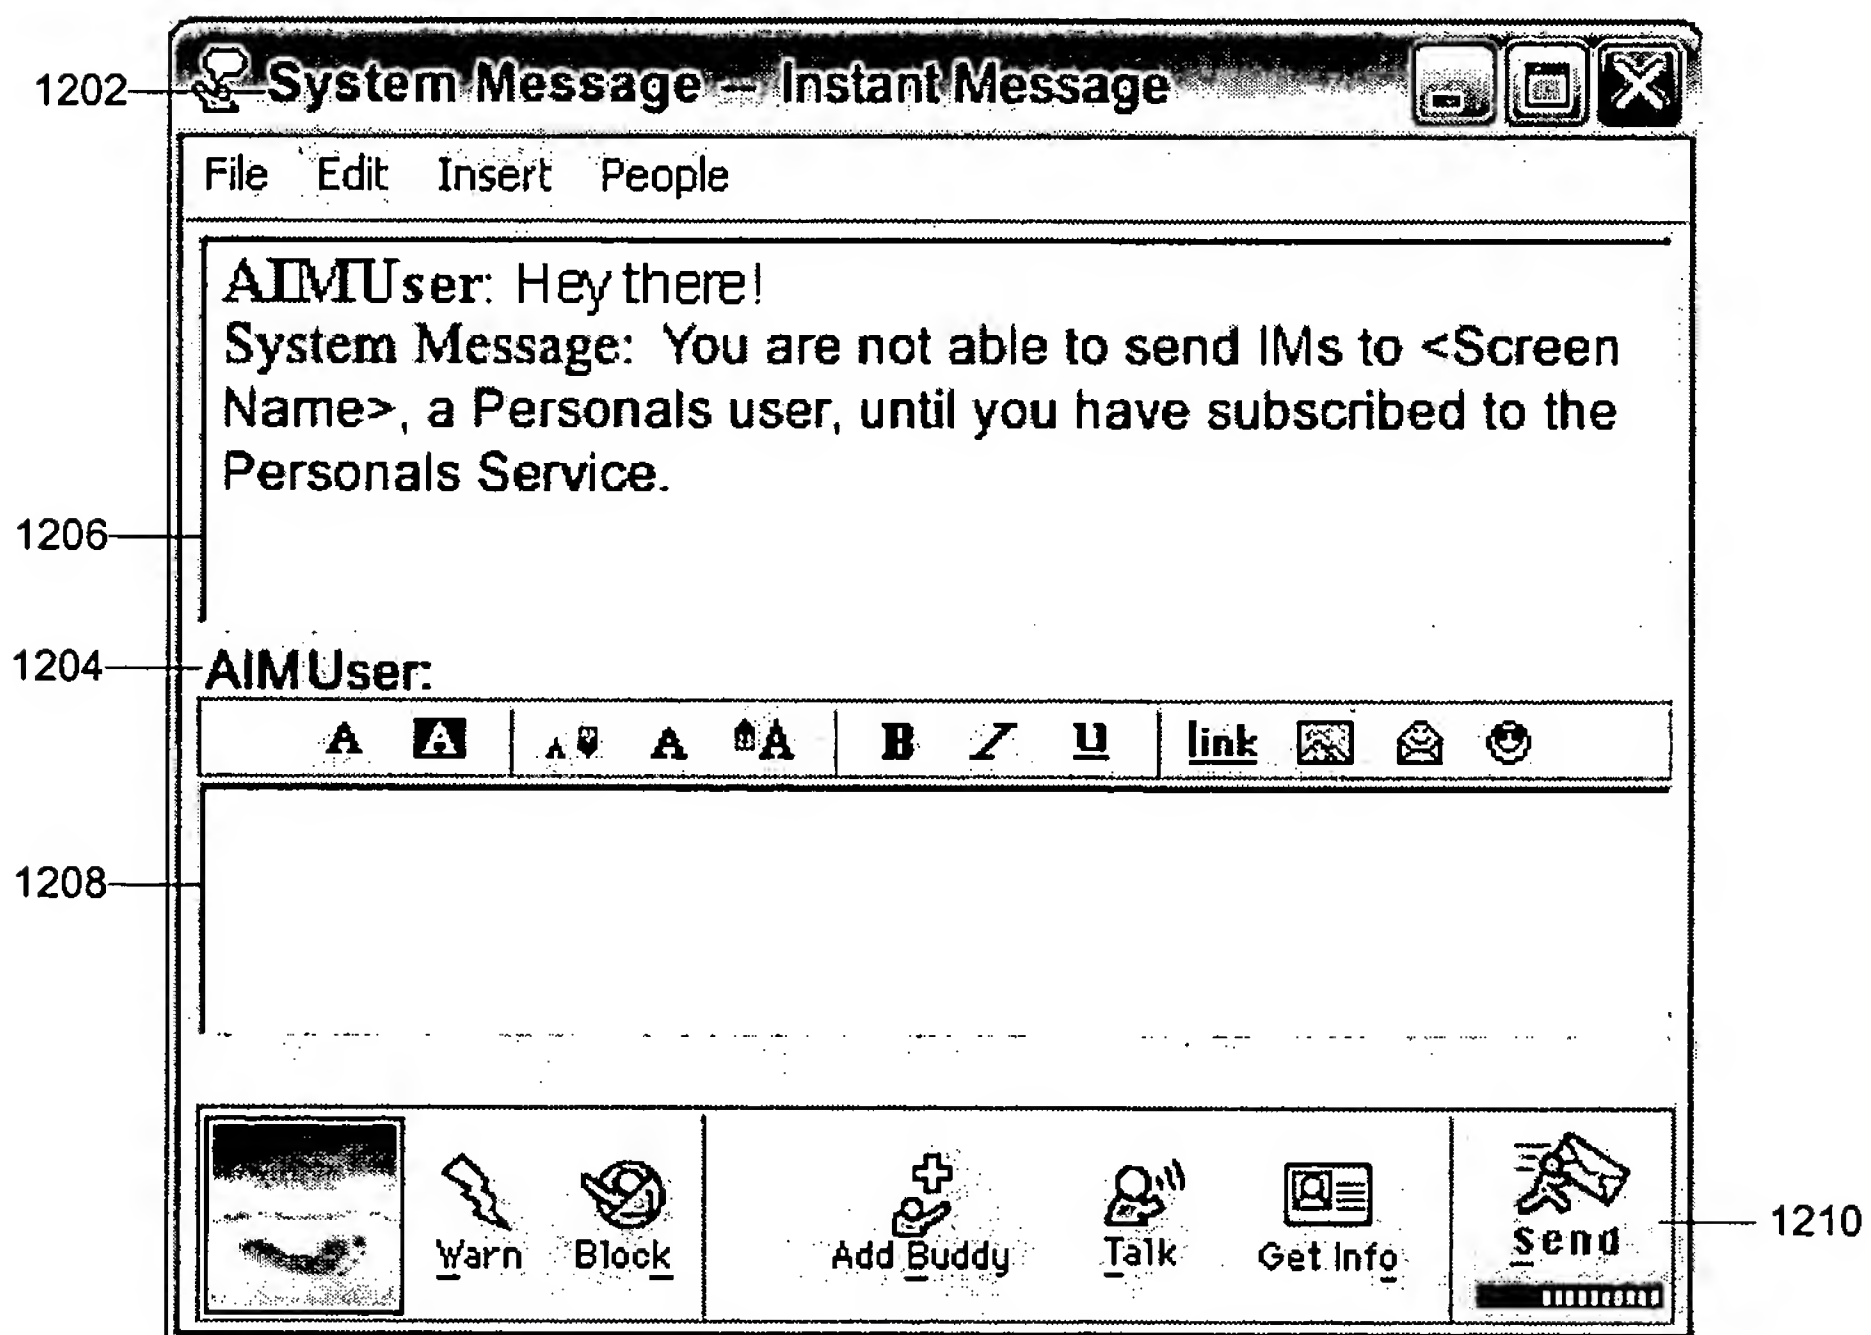 1202 System Message – Instant Message
File Edit Insert People
AIMUser: Hey there!
System Message: You are not able to send IMs to <Screen
Name>, a Personals user, until you have subscribed to the
Personals Service.
1206
1204 AIMUser:
A A A A A B I U link
1208
Warn Block Add Buddy Talk Get Info send
1210